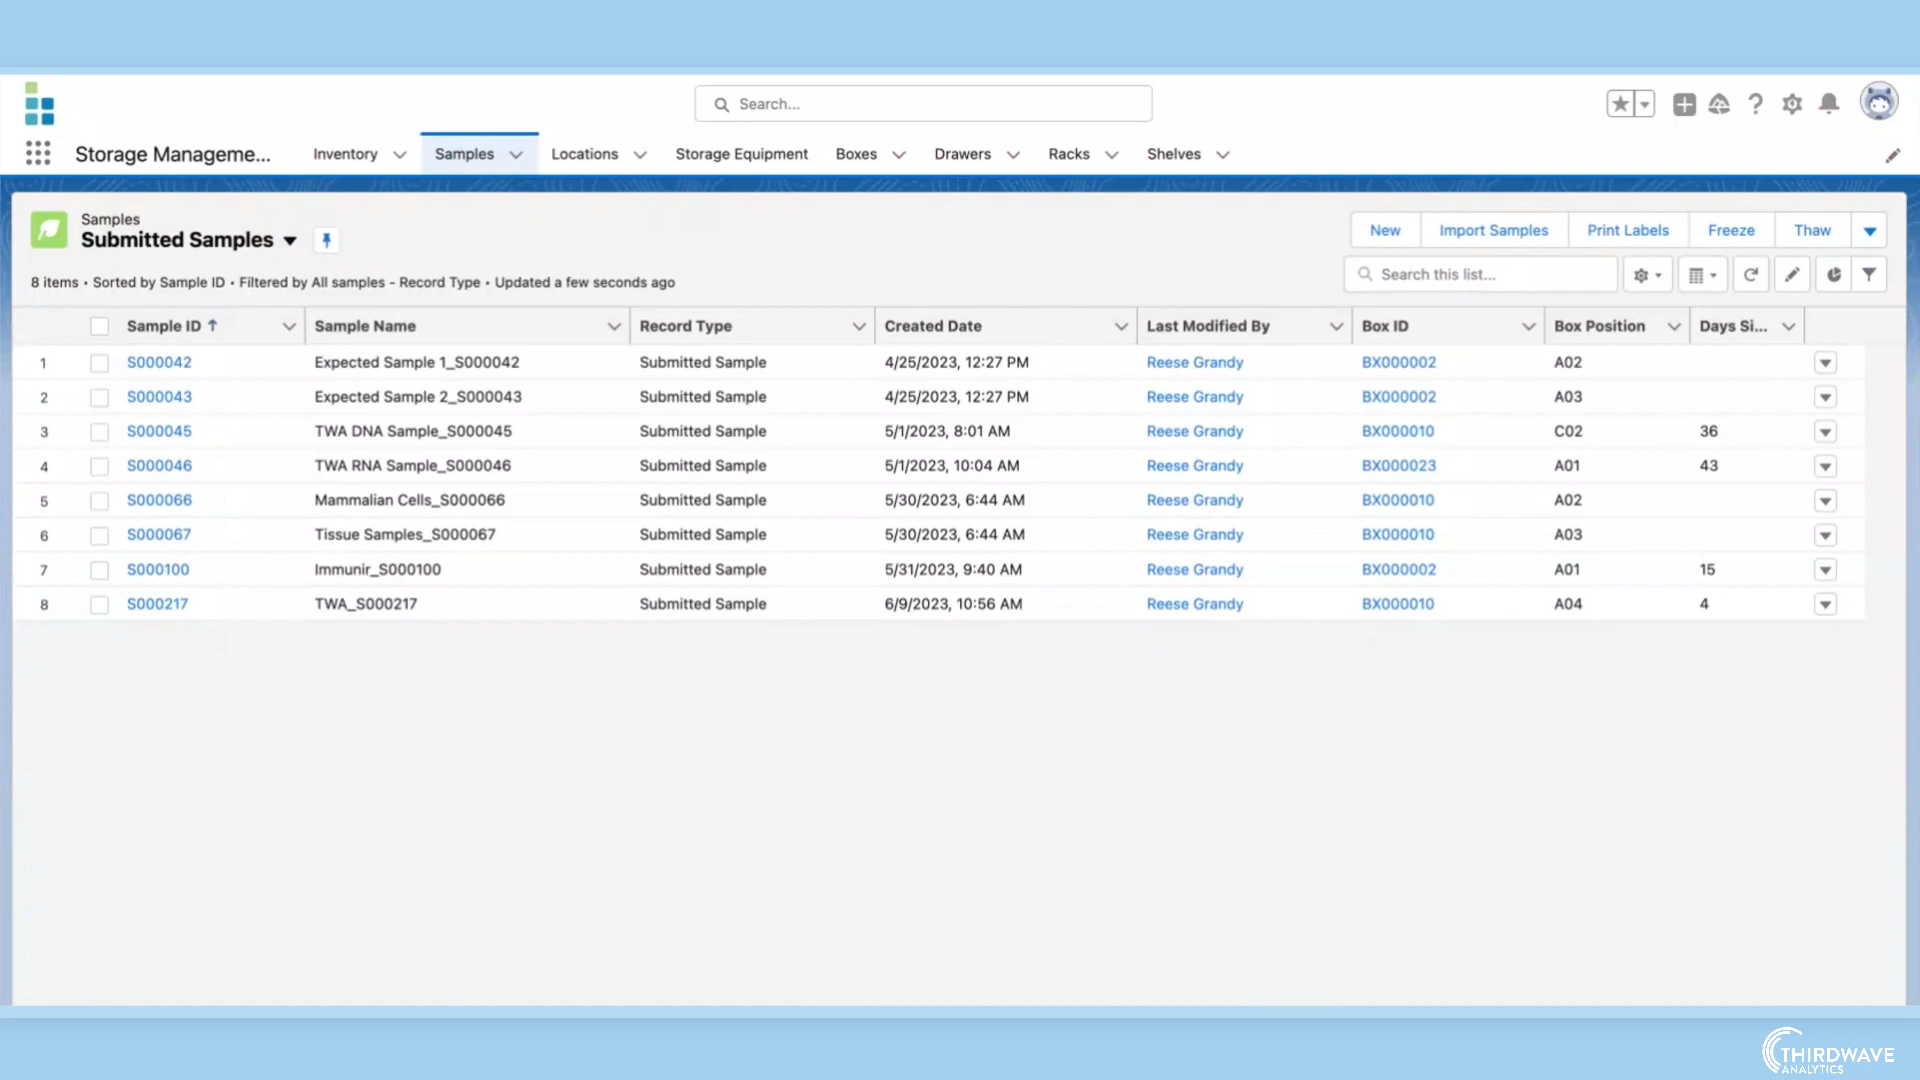 Search...
Storage Manageme...
Inventory
Samples
Locations
Storage Equipment
Boxes
Drawers
Racks
Shelves
Samples
Submitted Samples
New
Import Samples
Print Labels
Freeze
Thaw
8 items • Sorted by Sample ID • Filtered by All samples - Record Type • Updated a few seconds ago
Search this list...
Sample ID ↑ Sample Name Record Type Created Date Last Modified By Box ID Box Position Days Si...
1 S000042 Expected Sample 1_S000042 Submitted Sample 4/25/2023, 12:27 PM Reese Grandy BX000002 A02
2 S000043 Expected Sample 2_S000043 Submitted Sample 4/25/2023, 12:27 PM Reese Grandy BX000002 A03
3 S000045 TWA DNA Sample_S000045 Submitted Sample 5/1/2023, 8:01 AM Reese Grandy BX000010 C02 36
4 S000046 TWA RNA Sample_S000046 Submitted Sample 5/1/2023, 10:04 AM Reese Grandy BX000023 A01 43
5 S000066 Mammalian Cells_S000066 Submitted Sample 5/30/2023, 6:44 AM Reese Grandy BX000010 A02
6 S000067 Tissue Samples_S000067 Submitted Sample 5/30/2023, 6:44 AM Reese Grandy BX000010 A03
7 S000100 Immunir_S000100 Submitted Sample 5/31/2023, 9:40 AM Reese Grandy BX000002 A01 15
8 S000217 TWA_S000217 Submitted Sample 6/9/2023, 10:56 AM Reese Grandy BX000010 A04 4
THIRDWAVE
ANALYTICS